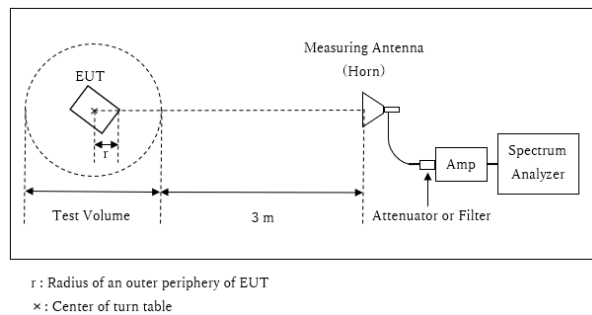 Measuring Antenna
(Horn)
EUT
r
Amp
Spectrum
Analyzer
Test Volume
3 m
Attenuator or Filter
r : Radius of an outer periphery of EUT
× : Center of turn table